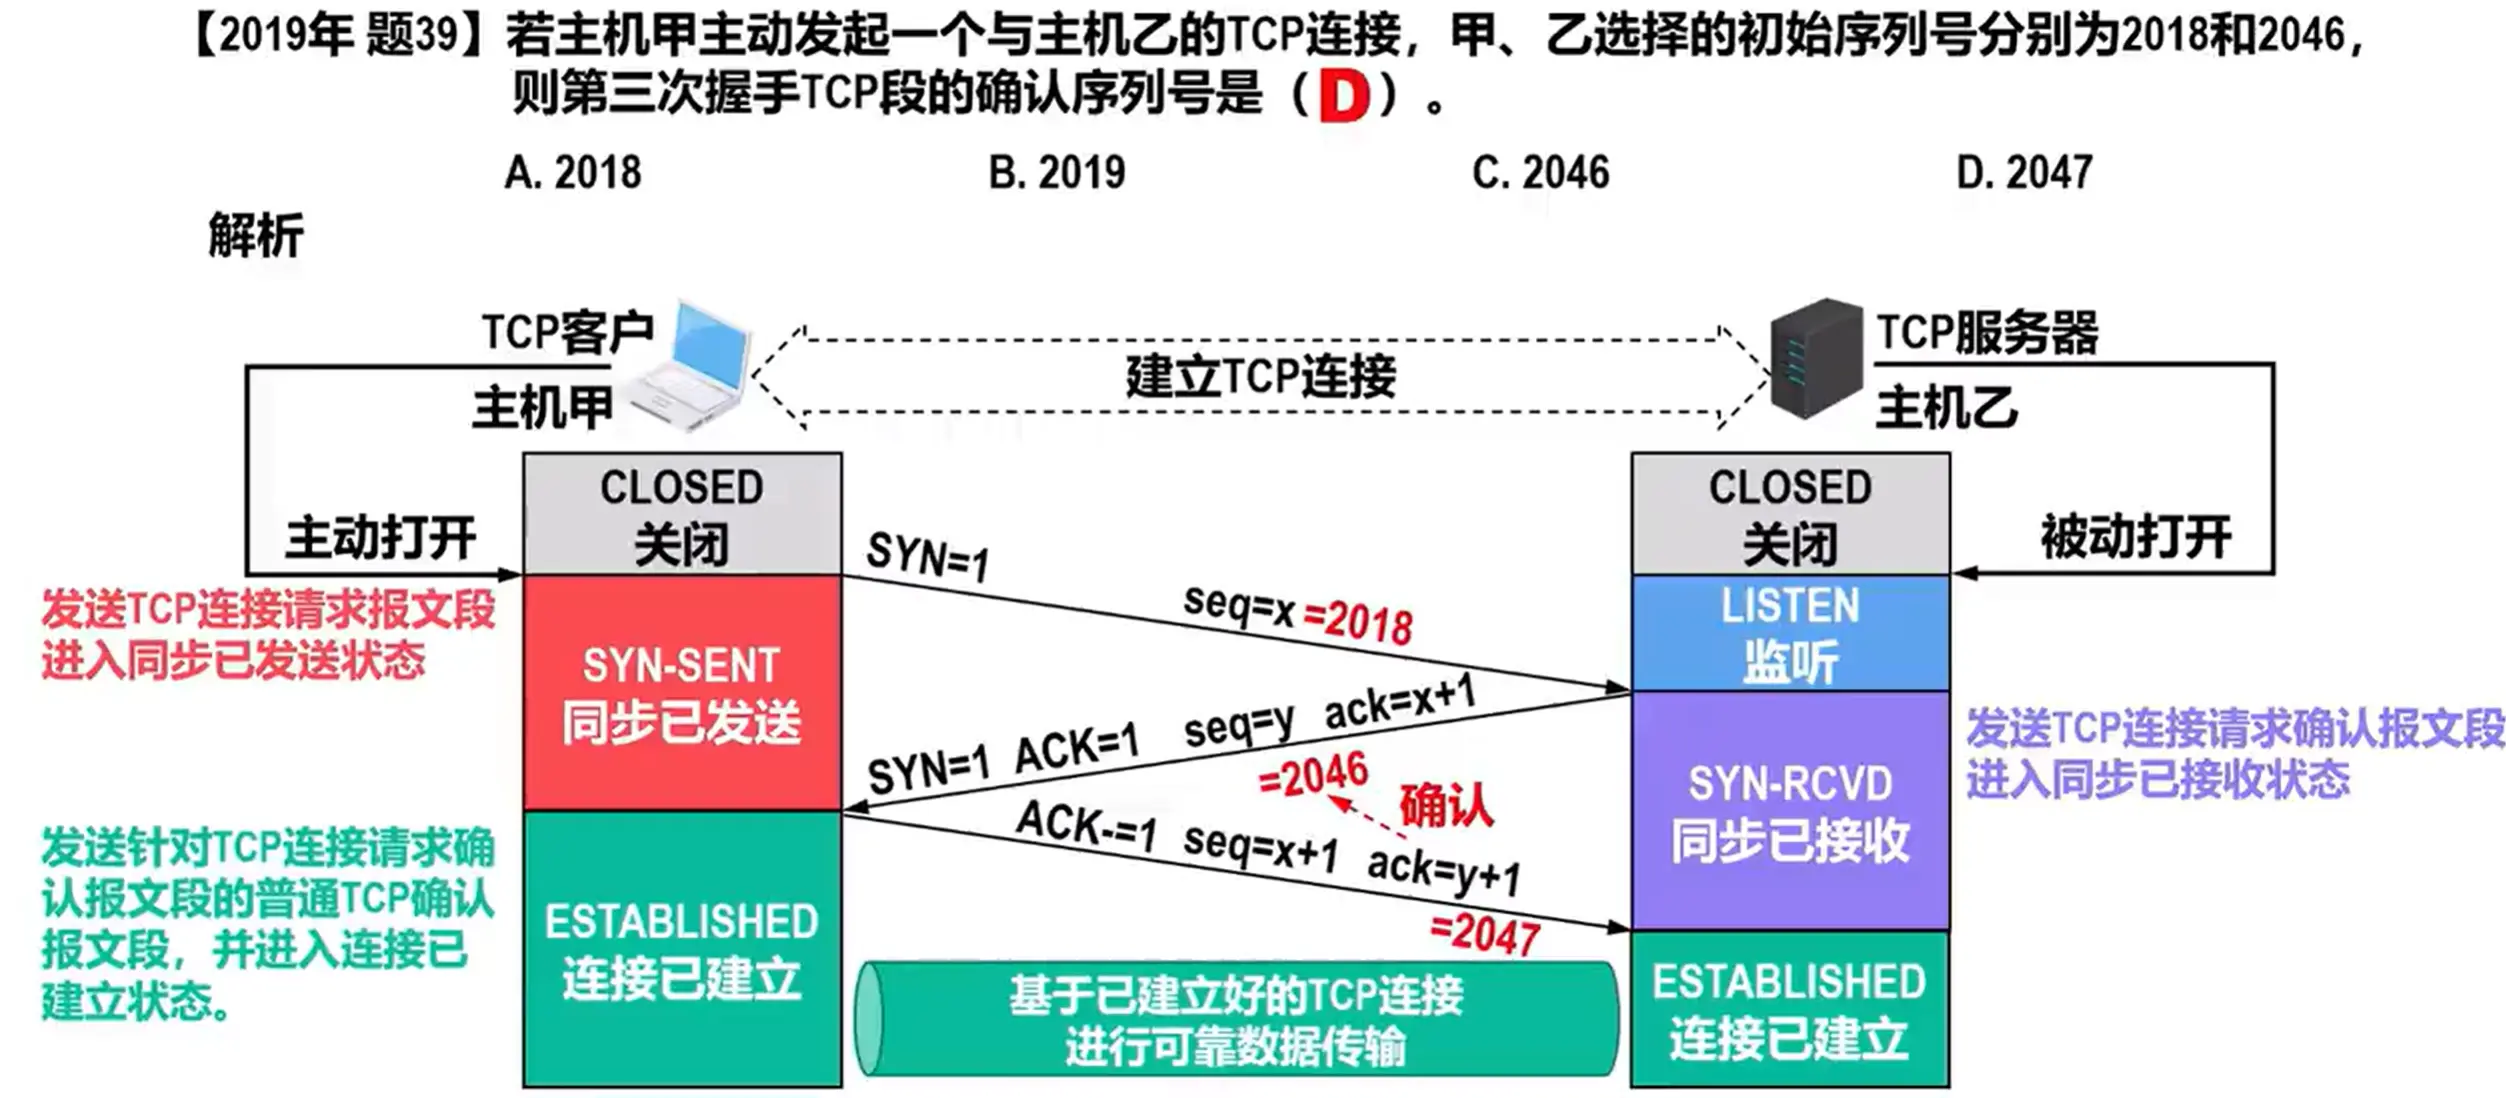 【2019年 题39】若主机甲主动发起一个与主机乙的TCP连接，甲、乙选择的初始序列号分别为2018和2046，
则第三次握手TCP段的确认序列号是（D）。
A. 2018
B. 2019
C. 2046
D. 2047
解析
TCP客户
主机甲
建立TCP连接
TCP服务器
主机乙
主动打开
CLOSED
关闭
CLOSED
关闭
被动打开
发送TCP连接请求报文段
进入同步已发送状态
SYN-SENT
同步已发送
SYN=1
seq=x =2018
LISTEN
监听
SYN=1 ACK=1 seq=y ack=x+1
=2046
确认
SYN-RCVD
同步已接收
发送TCP连接请求确认报文段
进入同步已接收状态
ACK-=1 seq=x+1 ack=y+1
=2047
发送针对TCP连接请求确
认报文段的普通TCP确认
报文段，并进入连接已
建立状态。
ESTABLISHED
连接已建立
基于已建立好的TCP连接
进行可靠数据传输
ESTABLISHED
连接已建立